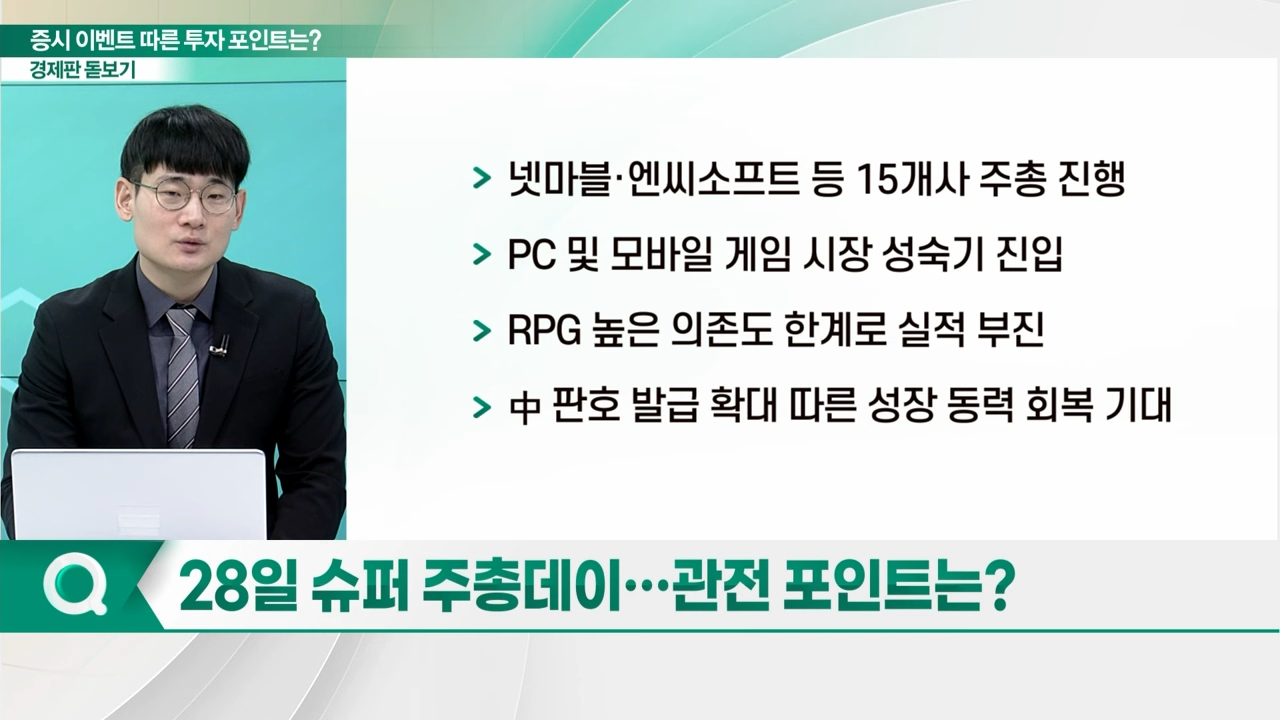 증시 이벤트 따른 투자 포인트는?
경제판 돋보기
> 넷마블·엔씨소프트 등 15개사 주총 진행
> PC 및 모바일 게임 시장 성숙기 진입
> RPG 높은 의존도 한계로 실적 부진
> 中 판호 발급 확대 따른 성장 동력 회복 기대
Q 28일 슈퍼 주총데이…관전 포인트는?